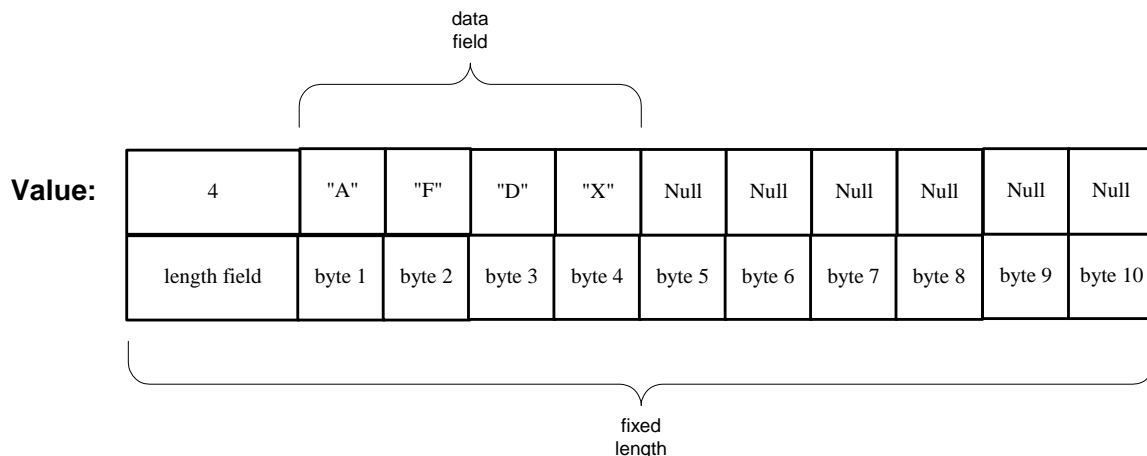 data
field
Value: 4 "A" "F" "D" "X" Null Null Null Null Null Null
length field byte 1 byte 2 byte 3 byte 4 byte 5 byte 6 byte 7 byte 8 byte 9 byte 10
fixed
length